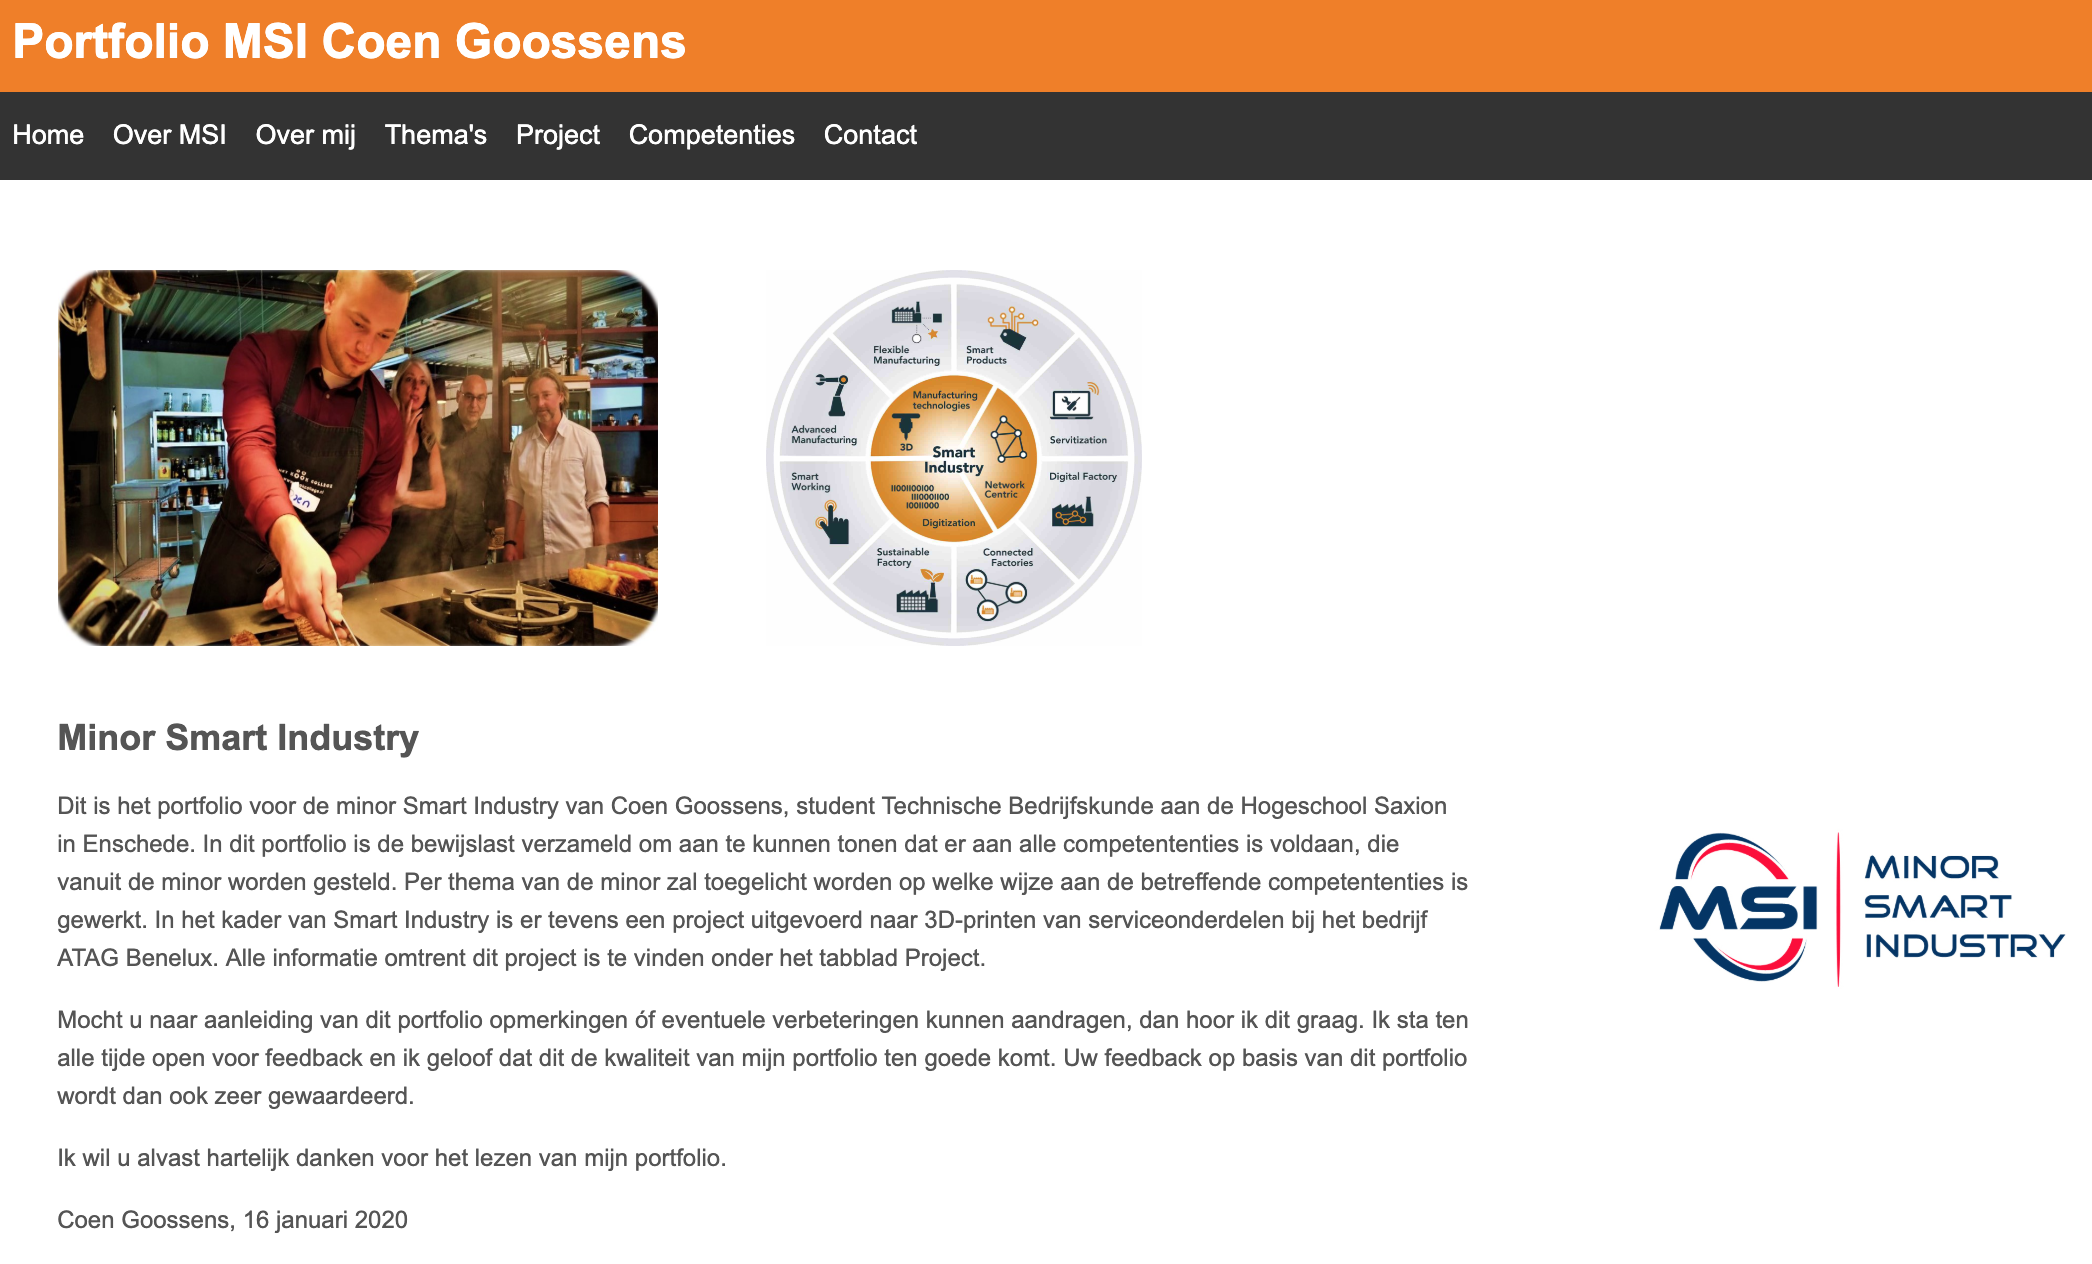 Portfolio MSI Coen Goossens
Home Over MSI Over mij Thema's Project Competenties Contact
Flexible
Manufacturing
Smart
Products
Advanced
Manufacturing
Manufacturing
technologies
3D
Servitization
Smart
Industry
Smart
Working
Network
Centric
Digital Factory
11001100100
1110001100
10011000
Digitization
Sustainable
Factory
Connected
Factories
Minor Smart Industry
Dit is het portfolio voor de minor Smart Industry van Coen Goossens, student Technische Bedrijfskunde aan de Hogeschool Saxion
in Enschede. In dit portfolio is de bewijslast verzameld om aan te kunnen tonen dat er aan alle competententies is voldaan, die
vanuit de minor worden gesteld. Per thema van de minor zal toegelicht worden op welke wijze aan de betreffende competententies is
gewerkt. In het kader van Smart Industry is er tevens een project uitgevoerd naar 3D-printen van serviceonderdelen bij het bedrijf
ATAG Benelux. Alle informatie omtrent dit project is te vinden onder het tabblad Project.
Mocht u naar aanleiding van dit portfolio opmerkingen óf eventuele verbeteringen kunnen aandragen, dan hoor ik dit graag. Ik sta ten
alle tijde open voor feedback en ik geloof dat dit de kwaliteit van mijn portfolio ten goede komt. Uw feedback op basis van dit portfolio
wordt dan ook zeer gewaardeerd.
Ik wil u alvast hartelijk danken voor het lezen van mijn portfolio.
Coen Goossens, 16 januari 2020
MSI
MINOR
SMART
INDUSTRY